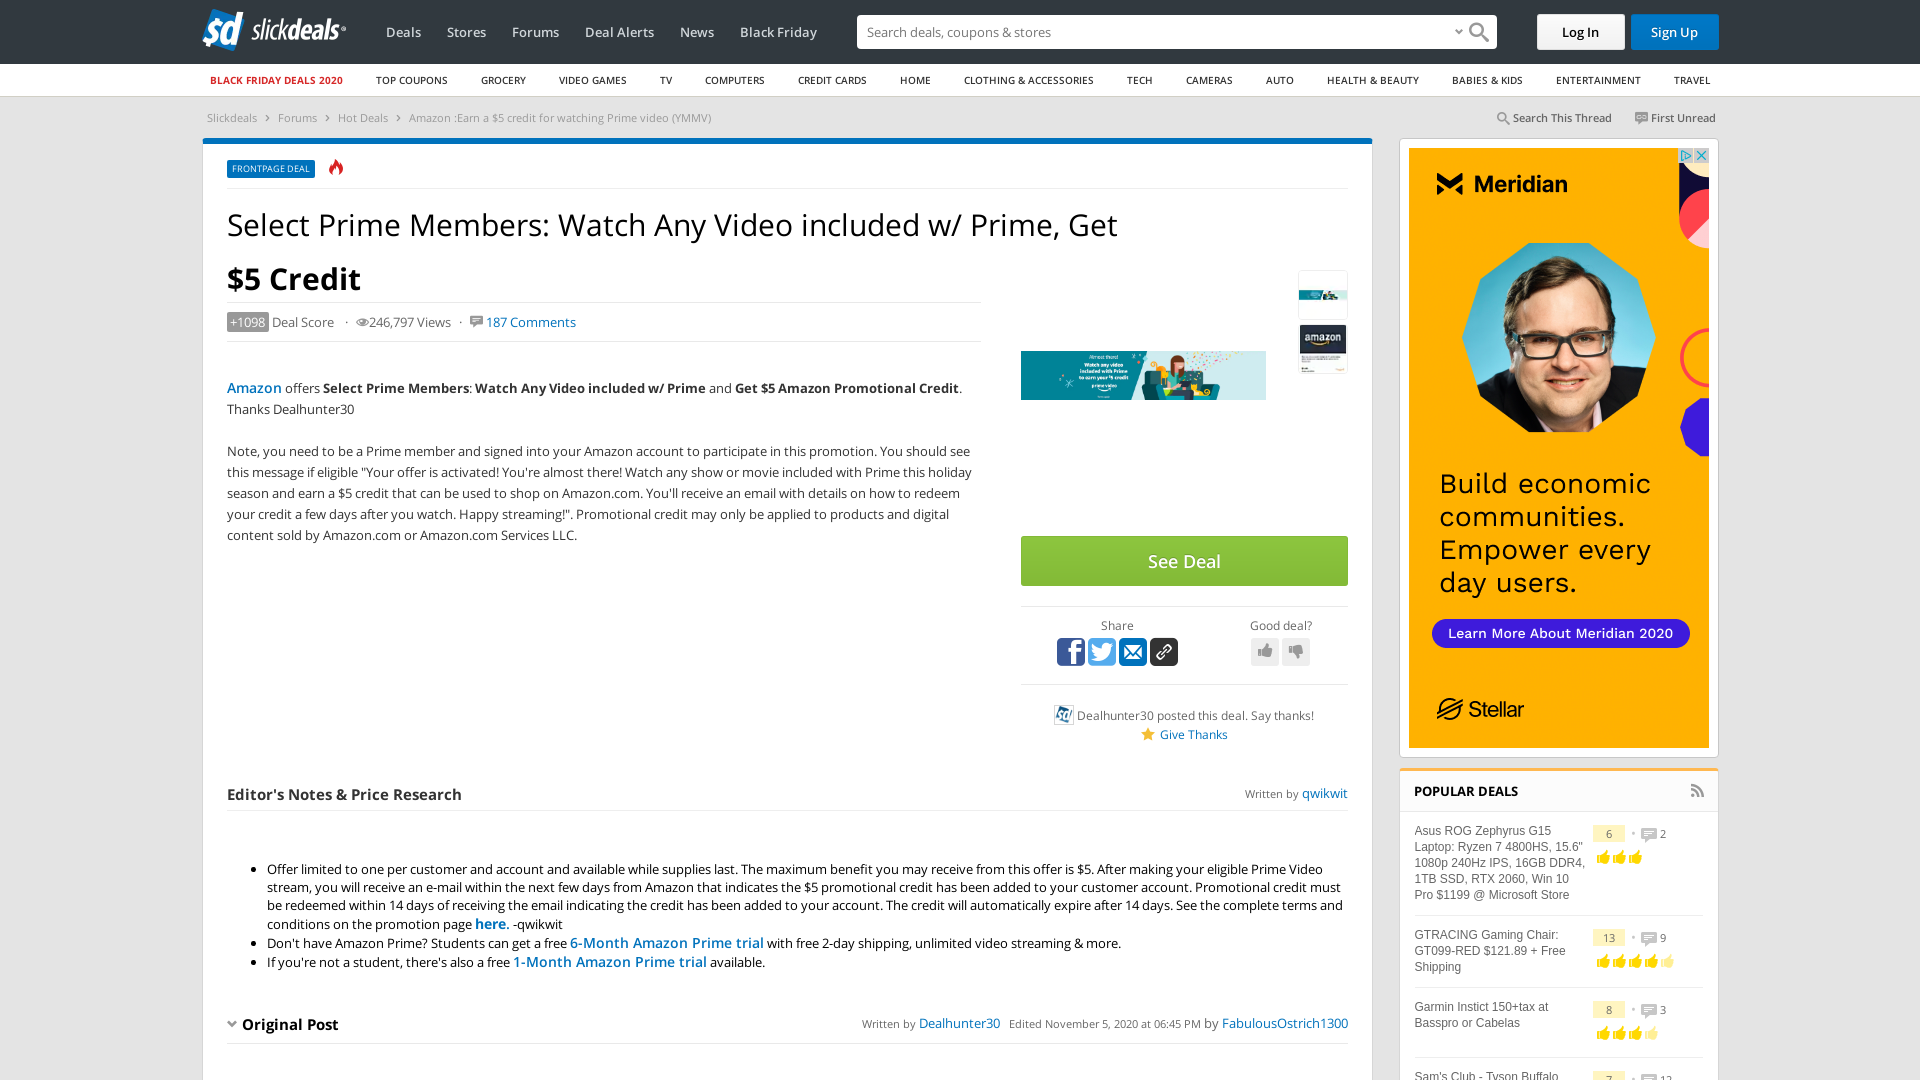 slickdeals
Deals
Stores
Forums
Deal Alerts
News
Black Friday
Search deals, coupons & stores
Log In
Sign Up
BLACK FRIDAY DEALS 2020
TOP COUPONS
GROCERY
VIDEO GAMES
TV
COMPUTERS
CREDIT CARDS
HOME
CLOTHING & ACCESSORIES
TECH
CAMERAS
AUTO
HEALTH & BEAUTY
BABIES & KIDS
ENTERTAINMENT
TRAVEL
Slickdeals › Forums › Hot Deals › Amazon :Earn a $5 credit for watching Prime video (YMMV)
Search This Thread
First Unread
FRONTPAGE DEAL
Select Prime Members: Watch Any Video included w/ Prime, Get
$5 Credit
+1098 Deal Score · 246,797 Views · 187 Comments
Amazon offers Select Prime Members: Watch Any Video included w/ Prime and Get $5 Amazon Promotional Credit.
Thanks Dealhunter30
Note, you need to be a Prime member and signed into your Amazon account to participate in this promotion. You should see
this message if eligible "Your offer is activated! You're almost there! Watch any show or movie included with Prime this holiday
season and earn a $5 credit that can be used to shop on Amazon.com. You'll receive an email with details on how to redeem
your credit a few days after you watch. Happy streaming!". Promotional credit may only be applied to products and digital
content sold by Amazon.com or Amazon.com Services LLC.
Almost there!
Watch any video
included with Prime
to earn your $5 credit
prime video
amazon
See Deal
Share
Good deal?
Dealhunter30 posted this deal. Say thanks!
Give Thanks
Editor's Notes & Price Research
Written by qwikwit
Offer limited to one per customer and account and available while supplies last. The maximum benefit you may receive from this offer is $5. After making your eligible Prime Video
stream, you will receive an e-mail within the next few days from Amazon that indicates the $5 promotional credit has been added to your customer account. Promotional credit must
be redeemed within 14 days of receiving the email indicating the credit has been added to your account. The credit will automatically expire after 14 days. See the complete terms and
conditions on the promotion page here. -qwikwit
Don't have Amazon Prime? Students can get a free 6-Month Amazon Prime trial with free 2-day shipping, unlimited video streaming & more.
If you're not a student, there's also a free 1-Month Amazon Prime trial available.
Original Post
Written by Dealhunter30 Edited November 5, 2020 at 06:45 PM by FabulousOstrich1300
Meridian
Build economic
communities.
Empower every
day users.
Learn More About Meridian 2020
Stellar
POPULAR DEALS
Asus ROG Zephyrus G15
Laptop: Ryzen 7 4800HS, 15.6"
1080p 240Hz IPS, 16GB DDR4,
1TB SSD, RTX 2060, Win 10
Pro $1199 @ Microsoft Store
6
2
GTRACING Gaming Chair:
GT099-RED $121.89 + Free
Shipping
13
9
Garmin Instict 150+tax at
Basspro or Cabelas
8
3
Sam's Club - Tyson Buffalo
7
12